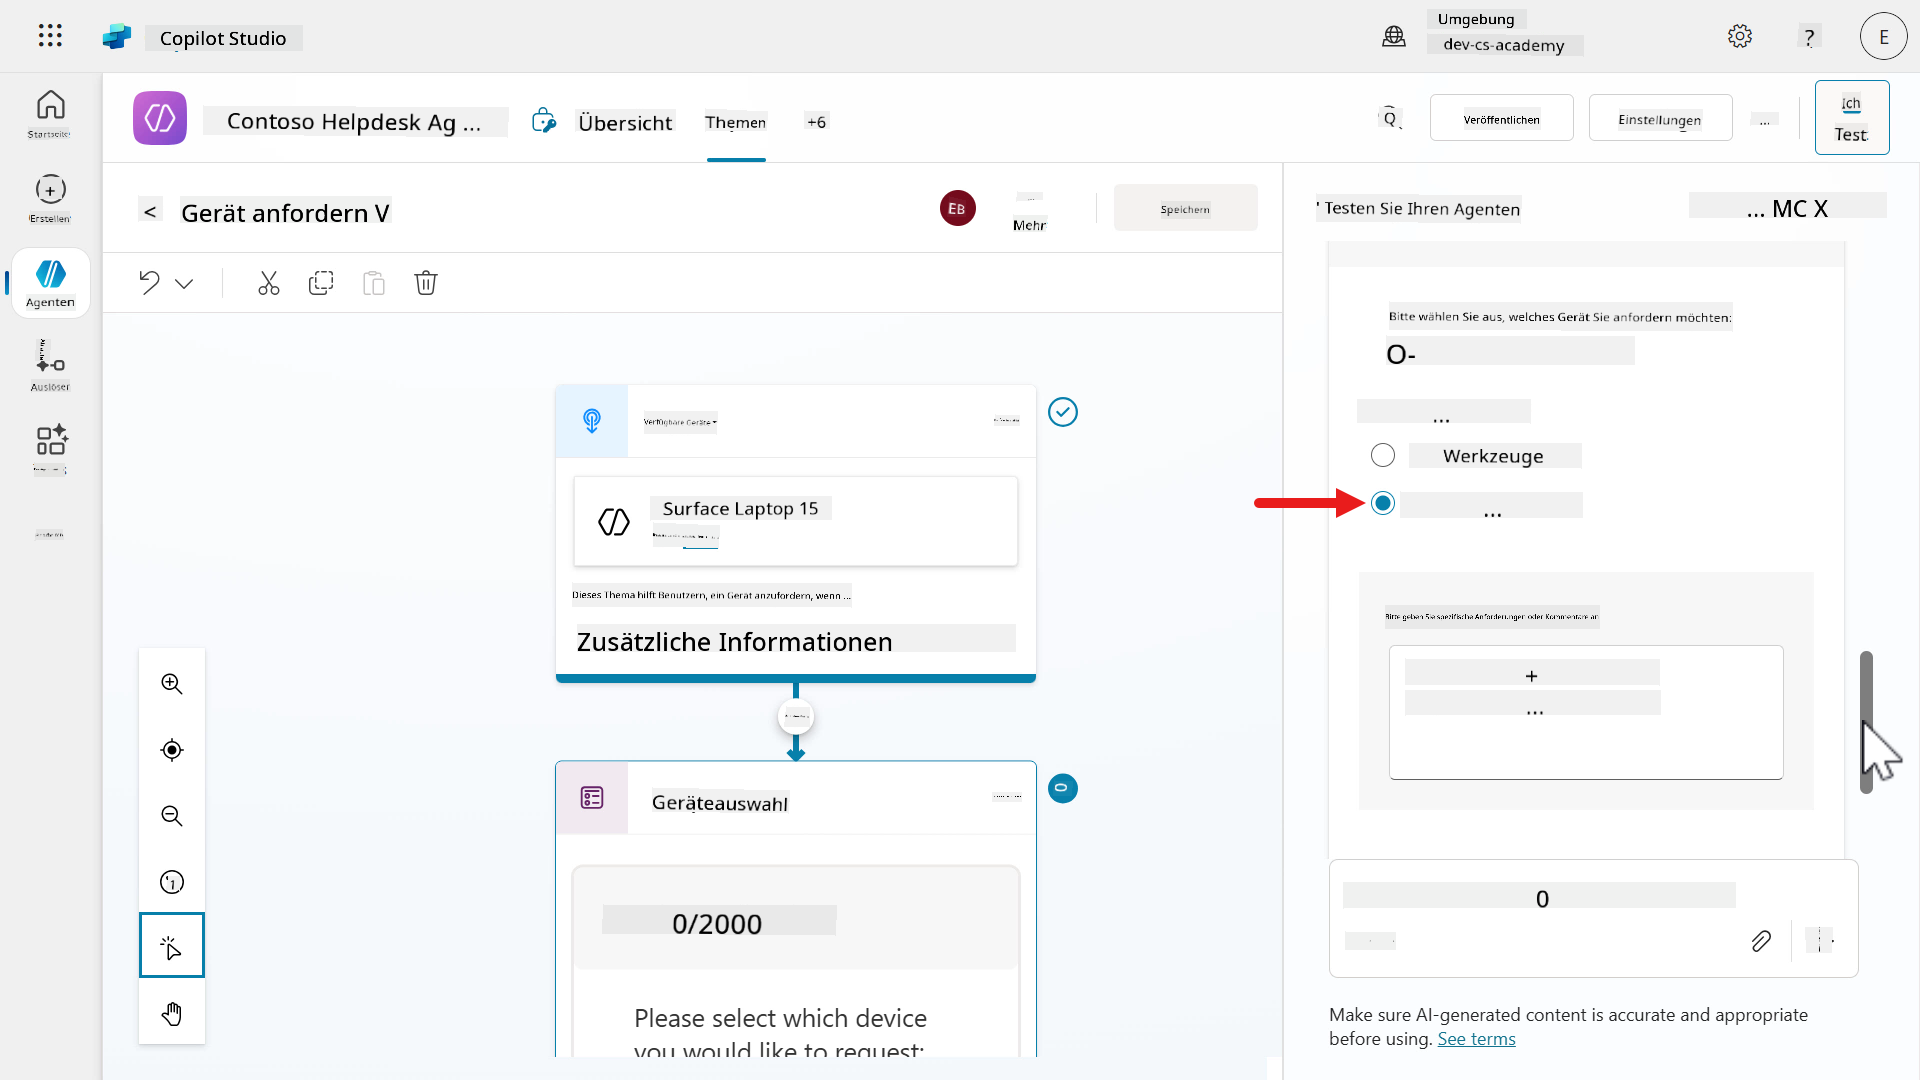 Copilot Studio
Umgebung
dev-cs-academy
?
E
Startseite
Erstellen
Agenten
Auslöser
Contoso Helpdesk Ag ...
Übersicht
Themen
+6
Q
Veröffentlichen
Einstellungen
...
Ich
Test
< Gerät anfordern V
EB
Mehr
Speichern
Verfügbare Geräte
Surface Laptop 15
Dieses Thema hilft Benutzern, ein Gerät anzufordern, wenn ...
Zusätzliche Informationen
Geräteauswahl
0
0/2000
Please select which device
you would like to request:
' Testen Sie Ihren Agenten
... MC X
Bitte wählen Sie aus, welches Gerät Sie anfordern möchten:
O-
...
Werkzeuge
...
Bitte geben Sie spezifische Anforderungen oder Kommentare an
+
...
0
Make sure AI-generated content is accurate and appropriate
before using. See terms